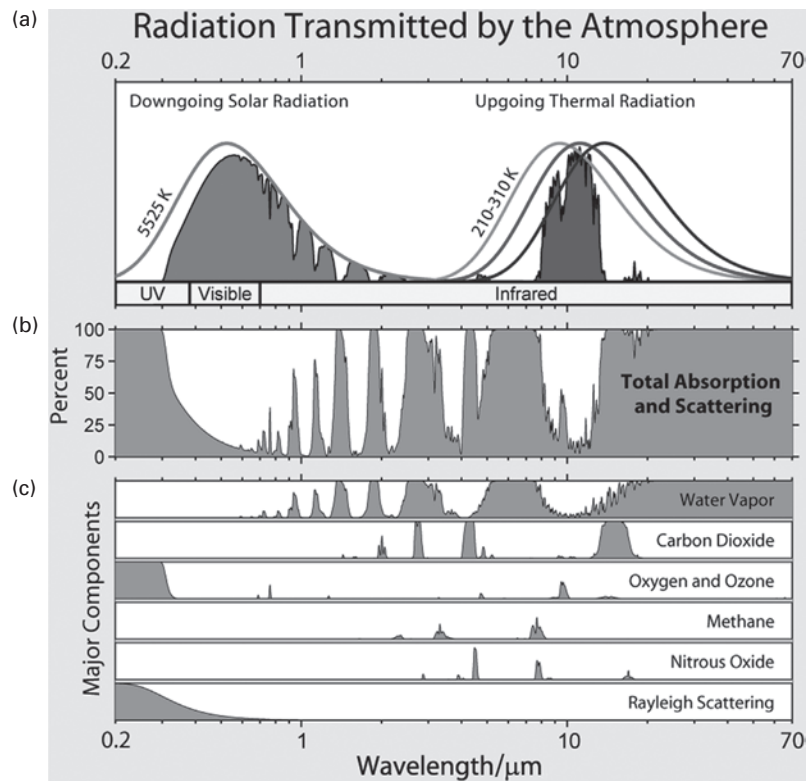 (a)
Radiation Transmitted by the Atmosphere
0.2 1 10 70
Downgoing Solar Radiation Upgoing Thermal Radiation
5525 K 210-310 K
UV Visible Infrared
(b)
Percent
100
75
50
25
0
Total Absorption
and Scattering
(c)
Major Components
Water Vapor
Carbon Dioxide
Oxygen and Ozone
Methane
Nitrous Oxide
Rayleigh Scattering
0.2 1 10 70
Wavelength/μm